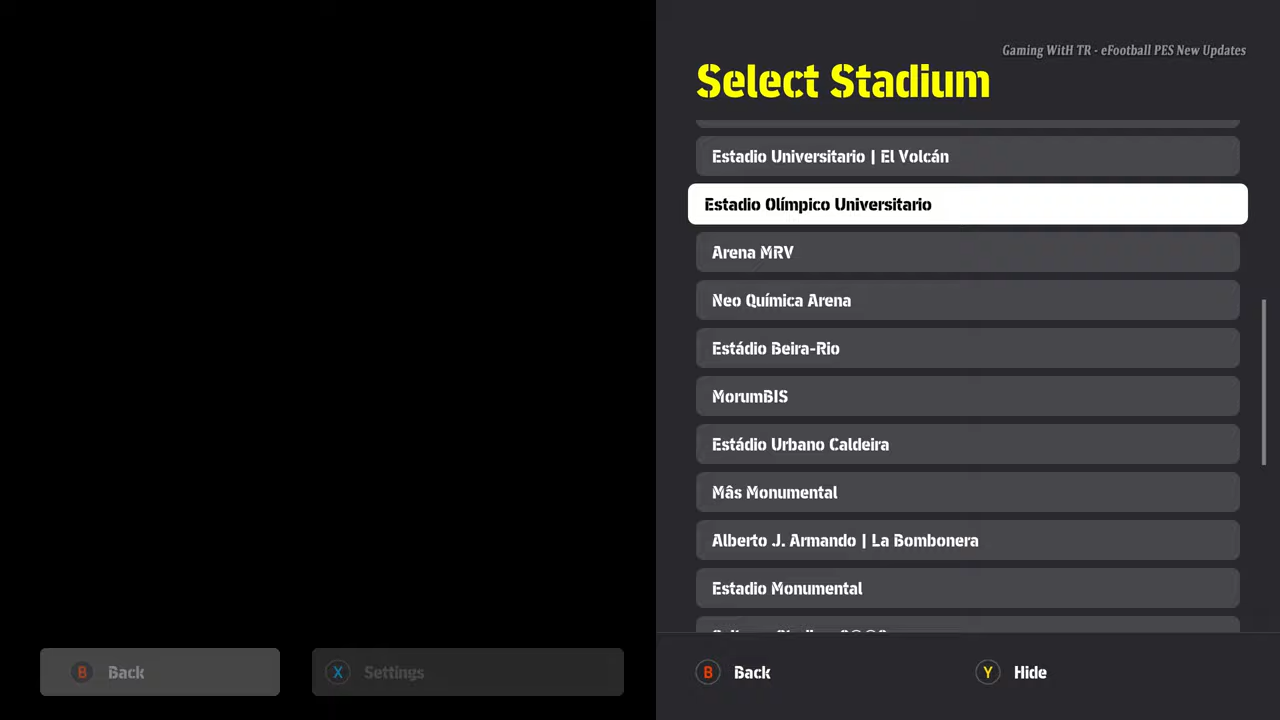 Gaming WitH TR - eFootball PES New Updates
Select Stadium
Estadio Universitario | El Volcán
Estadio Olímpico Universitario
Arena MRV
Neo Química Arena
Estádio Beira-Rio
MorumBIS
Estádio Urbano Caldeira
Mâs Monumental
Alberto J. Armando | La Bombonera
Estadio Monumental
B Back
X Settings
B Back
Y Hide